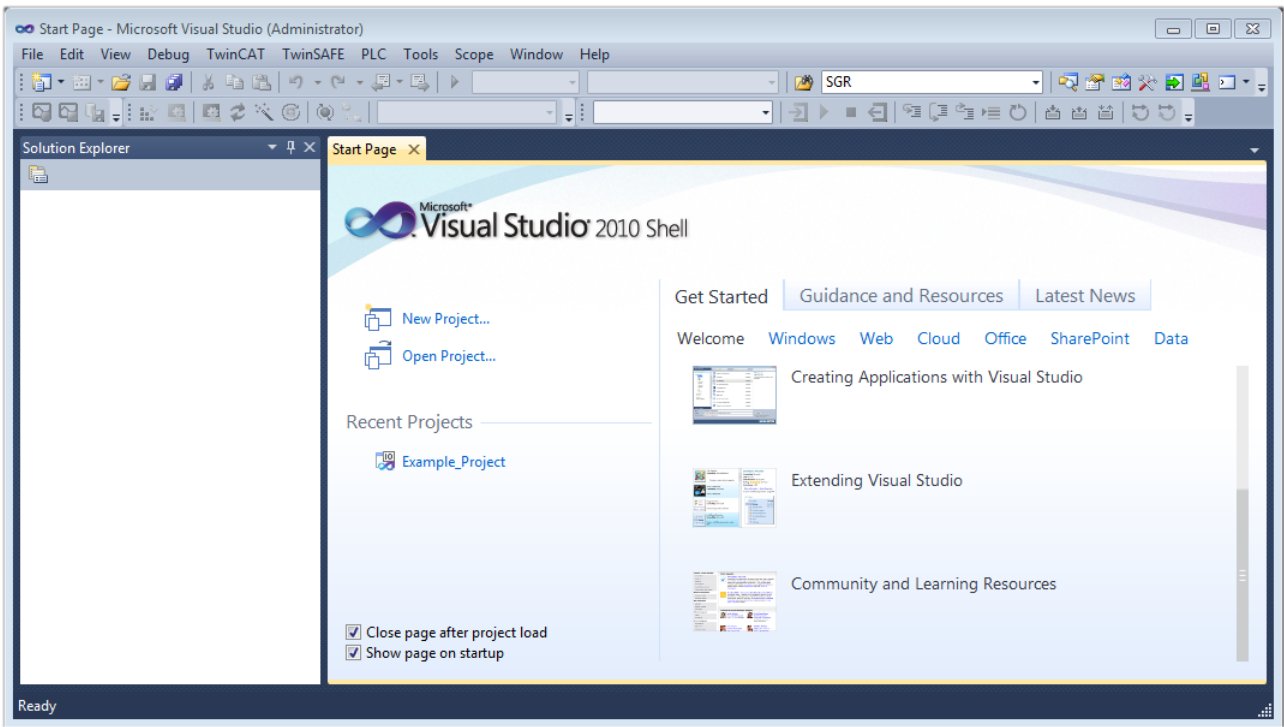 Start Page - Microsoft Visual Studio (Administrator)
File Edit View Debug TwinCAT TwinSAFE PLC Tools Scope Window Help
SGR
Solution Explorer
Start Page
Microsoft
Visual Studio 2010 Shell
Get Started Guidance and Resources Latest News
New Project...
Welcome Windows Web Cloud Office SharePoint Data
Open Project...
Creating Applications with Visual Studio
Recent Projects
Example_Project
Extending Visual Studio
Community and Learning Resources
Close page after project load
Show page on startup
Ready